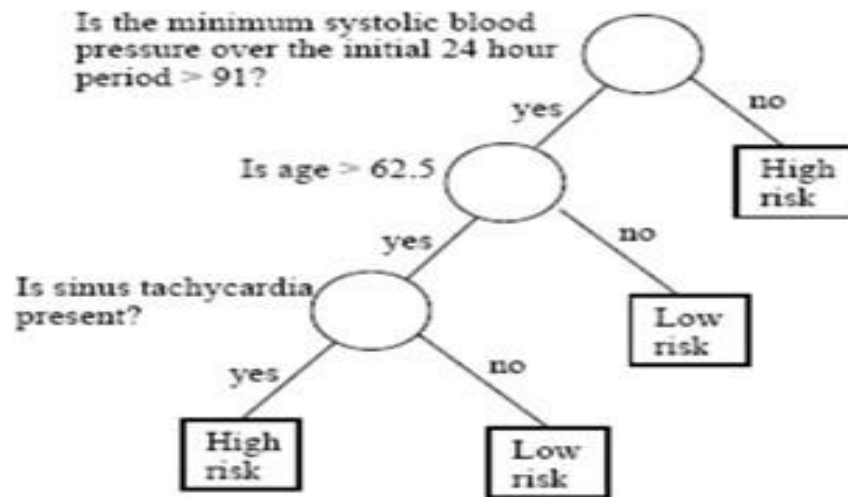 Is the minimum systolic blood
pressure over the initial 24 hour
period > 91?
yes
no
Is age > 62.5
High
risk
yes
no
Is sinus tachycardia
present?
Low
risk
yes
no
High
risk
Low
risk